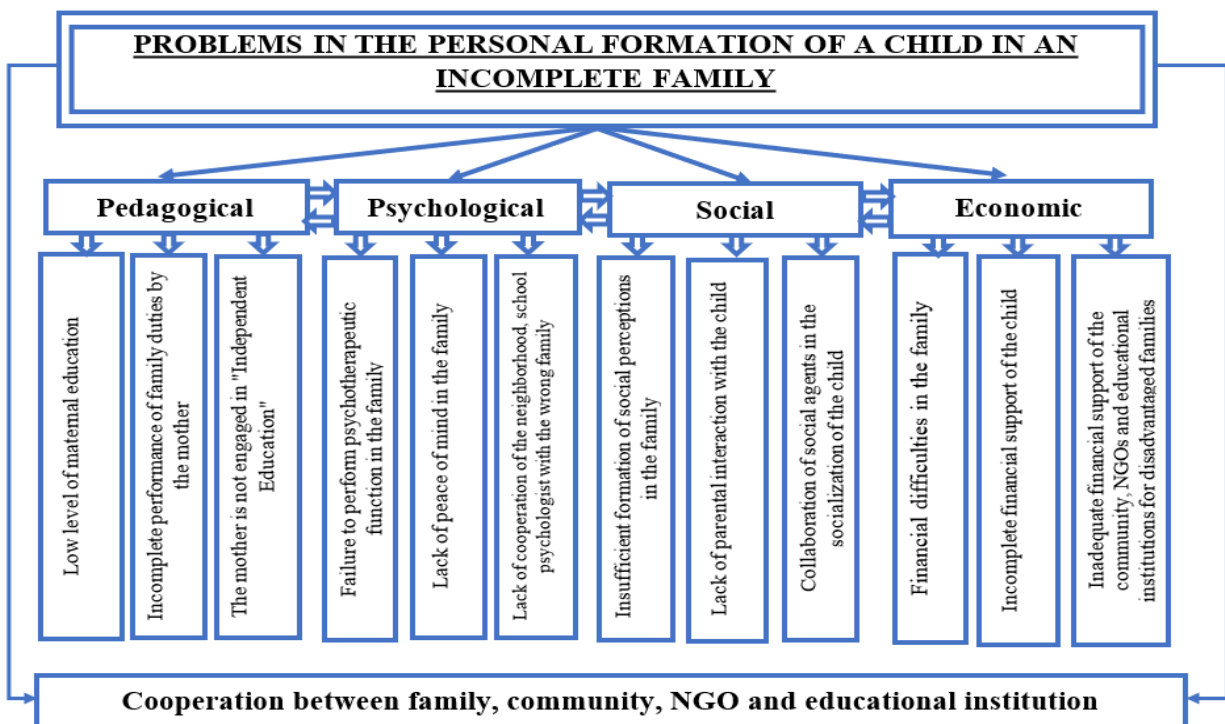 PROBLEMS IN THE PERSONAL FORMATION OF A CHILD IN AN
INCOMPLETE FAMILY
Pedagogical
Psychological
Social
Economic
Low level of maternal education
Incomplete performance of family duties by
the mother
The mother is not engaged in "Independent
Education"
Failure to perform psychotherapeutic
function in the family
Lack of peace of mind in the family
Lack of cooperation of the neighborhood, school
psychologist with the wrong family
Insufficient formation of social perceptions
in the family
Lack of parental interaction with the child
Collaboration of social agents in the
socialization of the child
Financial difficulties in the family
Incomplete financial support of the child
Inadequate financial support of the
community, NGOs and educational
institutions for disadvantaged families
Cooperation between family, community, NGO and educational institution